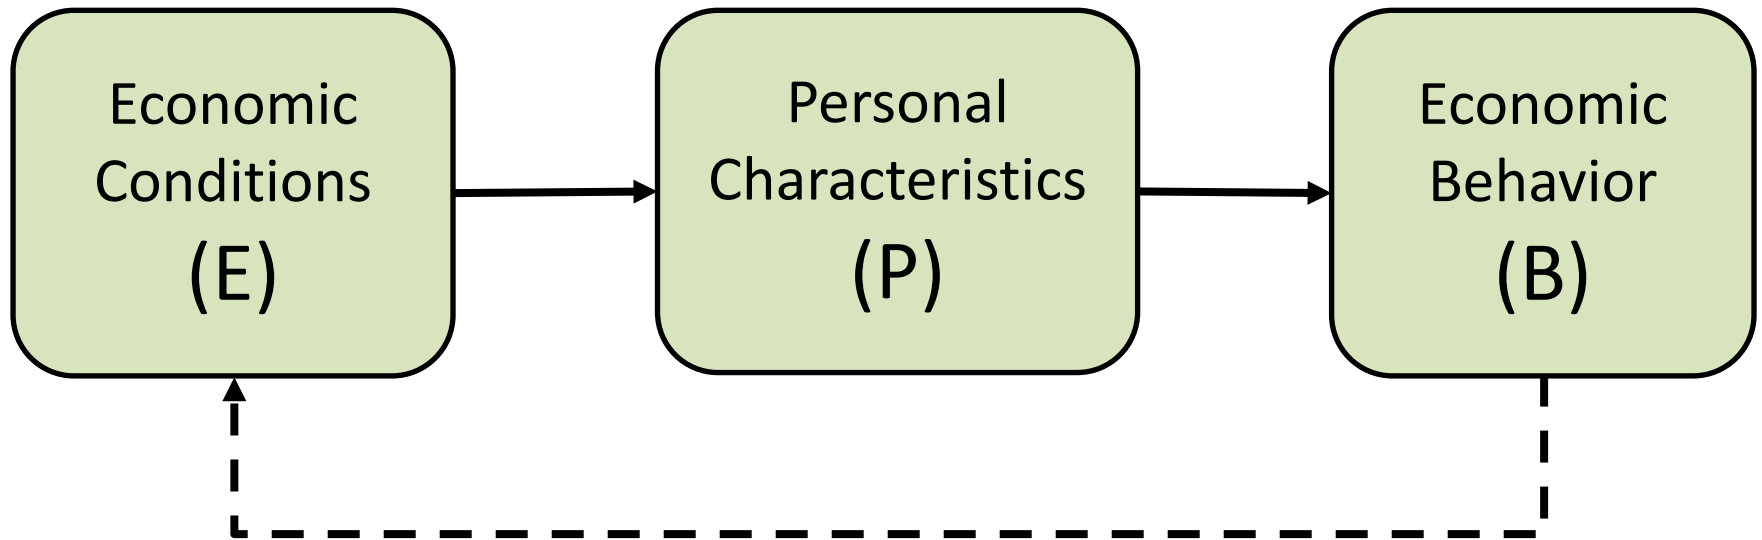 Economic
Conditions
(E)
Personal
Characteristics
(P)
Economic
Behavior
(B)